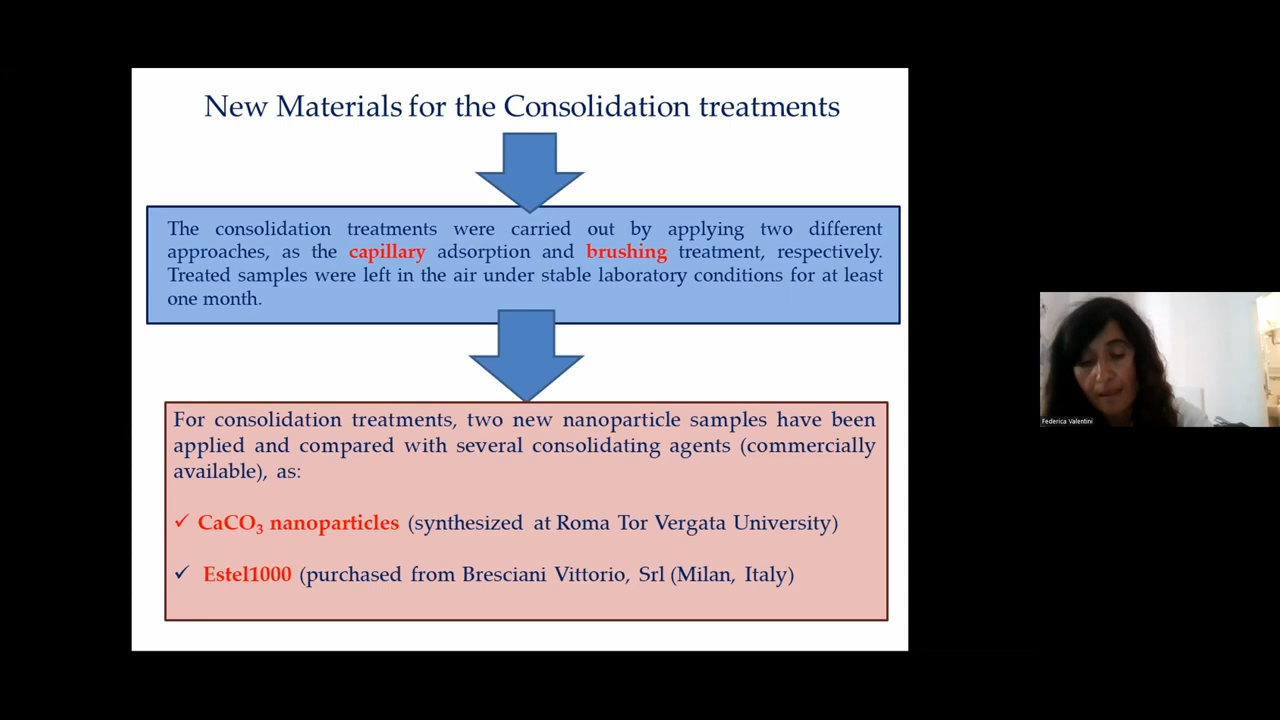 New Materials for the Consolidation treatments
The consolidation treatments were carried out by applying two different
approaches, as the capillary adsorption and brushing treatment, respectively.
Treated samples were left in the air under stable laboratory conditions for at least
one month.
For consolidation treatments, two new nanoparticle samples have been
applied and compared with several consolidating agents (commercially
available), as:
✓ CaCO₃ nanoparticles (synthesized at Roma Tor Vergata University)
✓ Estel1000 (purchased from Bresciani Vittorio, Srl (Milan, Italy)
Federica Valentini